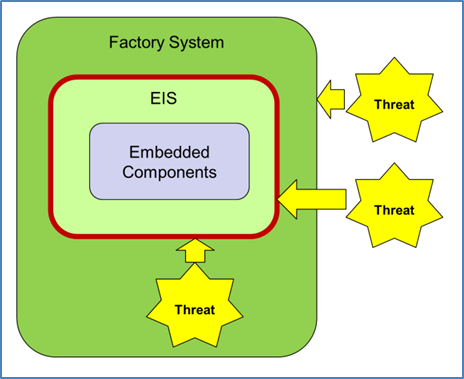 Factory System
EIS
Embedded
Components
Threat
Threat
Threat